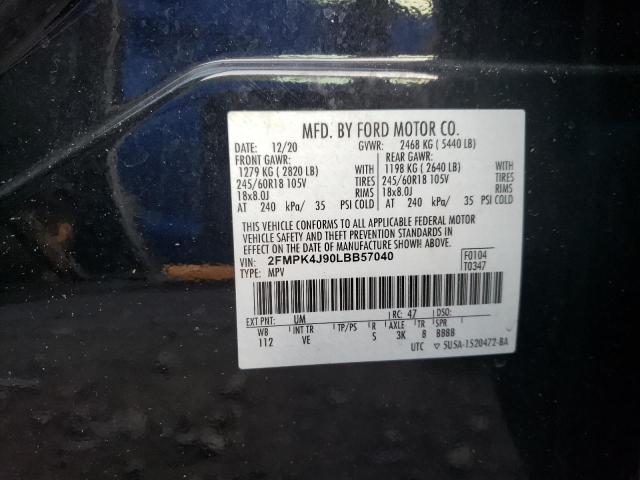 MFD. BY FORD MOTOR CO.
DATE: 12/20 GVWR: 2468 KG ( 5440 LB)
FRONT GAWR: REAR GAWR:
1279 KG ( 2820 LB) WITH 1198 KG ( 2640 LB) WITH
245/60R18 105V TIRES 245/60R18 105V TIRES
18x8.0J RIMS 18x8.0J RIMS
AT 240 kPa/ 35 PSI COLD AT 240 kPa/ 35 PSI COLD
THIS VEHICLE CONFORMS TO ALL APPLICABLE FEDERAL MOTOR
VEHICLE SAFETY AND THEFT PREVENTION STANDARDS IN
EFFECT ON THE DATE OF MANUFACTURE SHOWN ABOVE.
VIN: 2FMPK4J90LBB57040 F0104
TYPE: MPV T0347
EXT PNT: UM RC: 47 DSO:
WB INT TR TP/PS R AXLE TR SPR
112 VE S 3K 8 BBBB
UTC ▽ 5U5A-1520472-BA